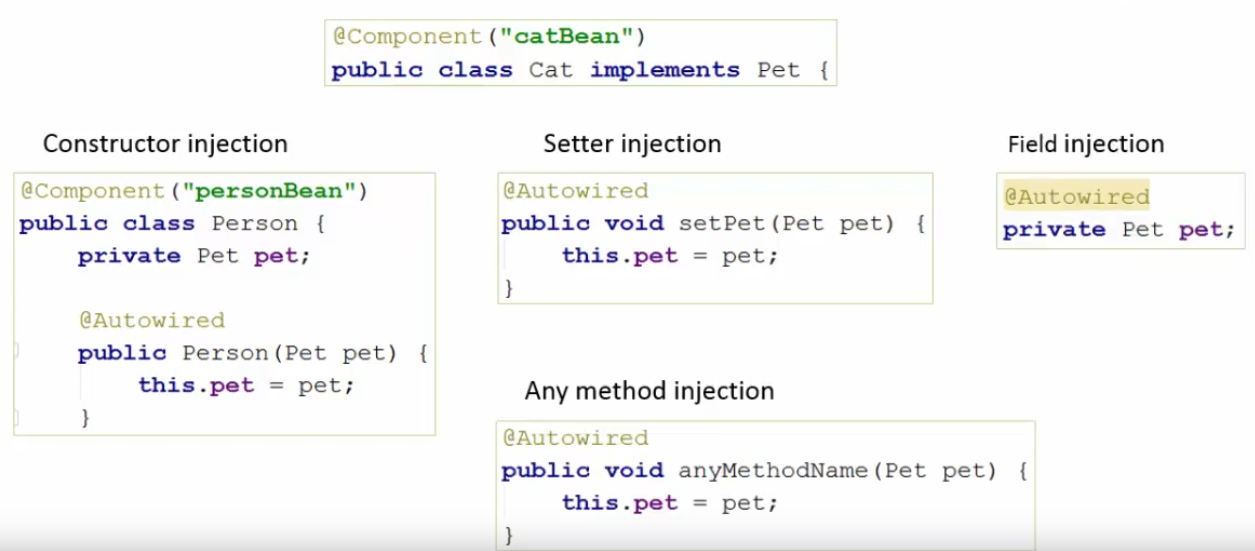 @Component("catBean")
public class Cat implements Pet {
Constructor injection
@Component("personBean")
public class Person {
private Pet pet;
@Autowired
public Person(Pet pet) {
this.pet = pet;
}
Setter injection
@Autowired
public void setPet(Pet pet) {
this.pet = pet;
}
Field injection
@Autowired
private Pet pet;
Any method injection
@Autowired
public void anyMethodName(Pet pet) {
this.pet = pet;
}